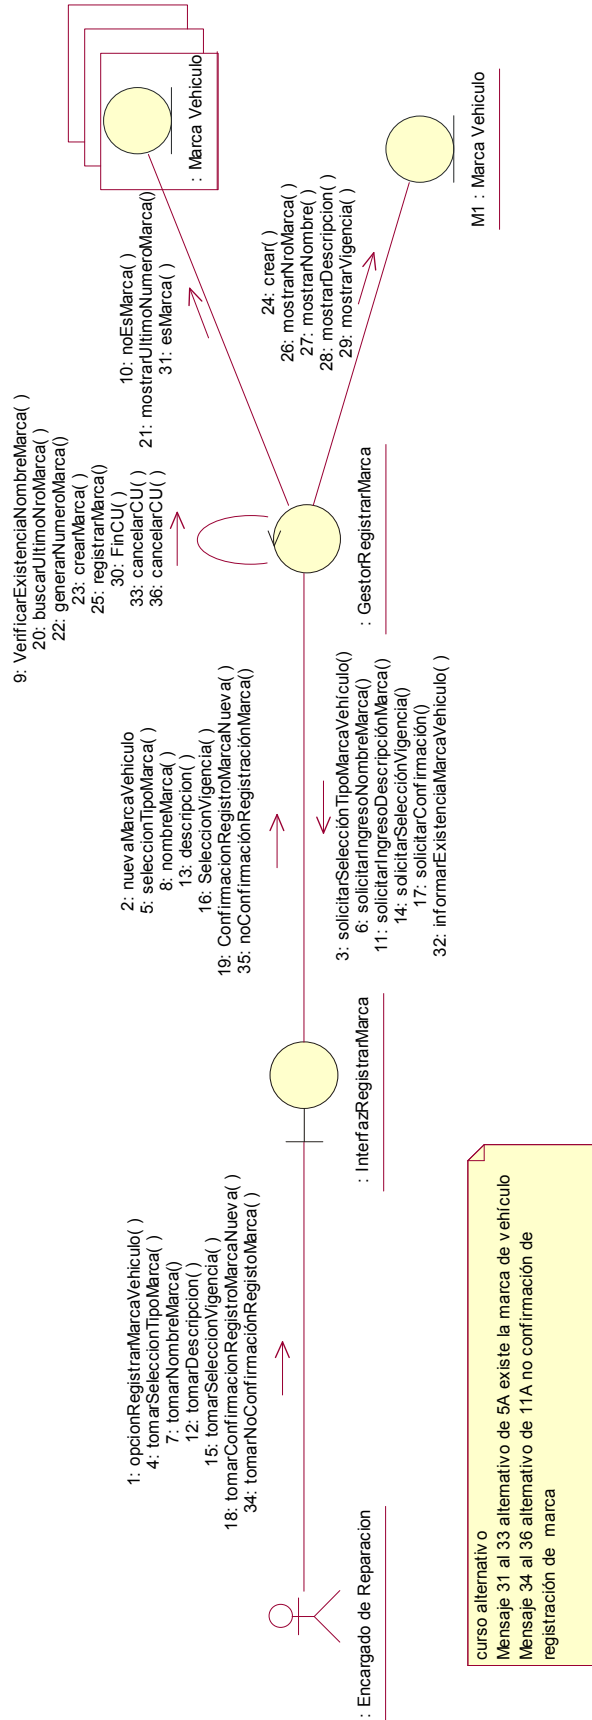 : Encargado de Reparacion
1: opcionRegistrarMarcaVehiculo( )
4: tomarSeleccionTipoMarca( )
7: tomarNombreMarca()
12: tomarDescripcion( )
15: tomarSeleccionVigencia( )
18: tomarConfirmacionRegistroMarcaNueva( )
34: tomarNoConfirmaciónRegistoMarca( )
: InterfazRegistrarMarca
2: nuevaMarcaVehiculo
5: seleccionTipoMarca( )
8: nombreMarca( )
13: descripcion( )
16: SeleccionVigencia( )
19: ConfirmacionRegistroMarcaNueva( )
35: noConfirmaciónRegistraciónMarca( )
3: solicitarSelecciónTipoMarcaVehículo()
6: solicitarIngresoNombreMarca()
11: solicitarIngresoDescripciónMarca()
14: solicitarSelecciónVigencia()
17: solicitarConfirmación()
32: informarExistenciaMarcaVehiculo( )
: GestorRegistrarMarca
9: VerificarExistenciaNombreMarca( )
20: buscarUltimoNroMarca( )
22: generarNumeroMarca()
23: crearMarca( )
25: registrarMarca()
30: FinCU( )
33: cancelarCU( )
36: cancelarCU( )
10: noEsMarca( )
21: mostrarUltimoNumeroMarca()
31: esMarca( )
: Marca Vehiculo
24: crear( )
26: mostrarNroMarca( )
27: mostrarNombre( )
28: mostrarDescripcion( )
29: mostrarVigencia( )
M1 : Marca Vehiculo
curso alternativo
Mensaje 31 al 33 alternativo de 5A existe la marca de vehículo
Mensaje 34 al 36 alternativo de 11A no confirmación de
registración de marca